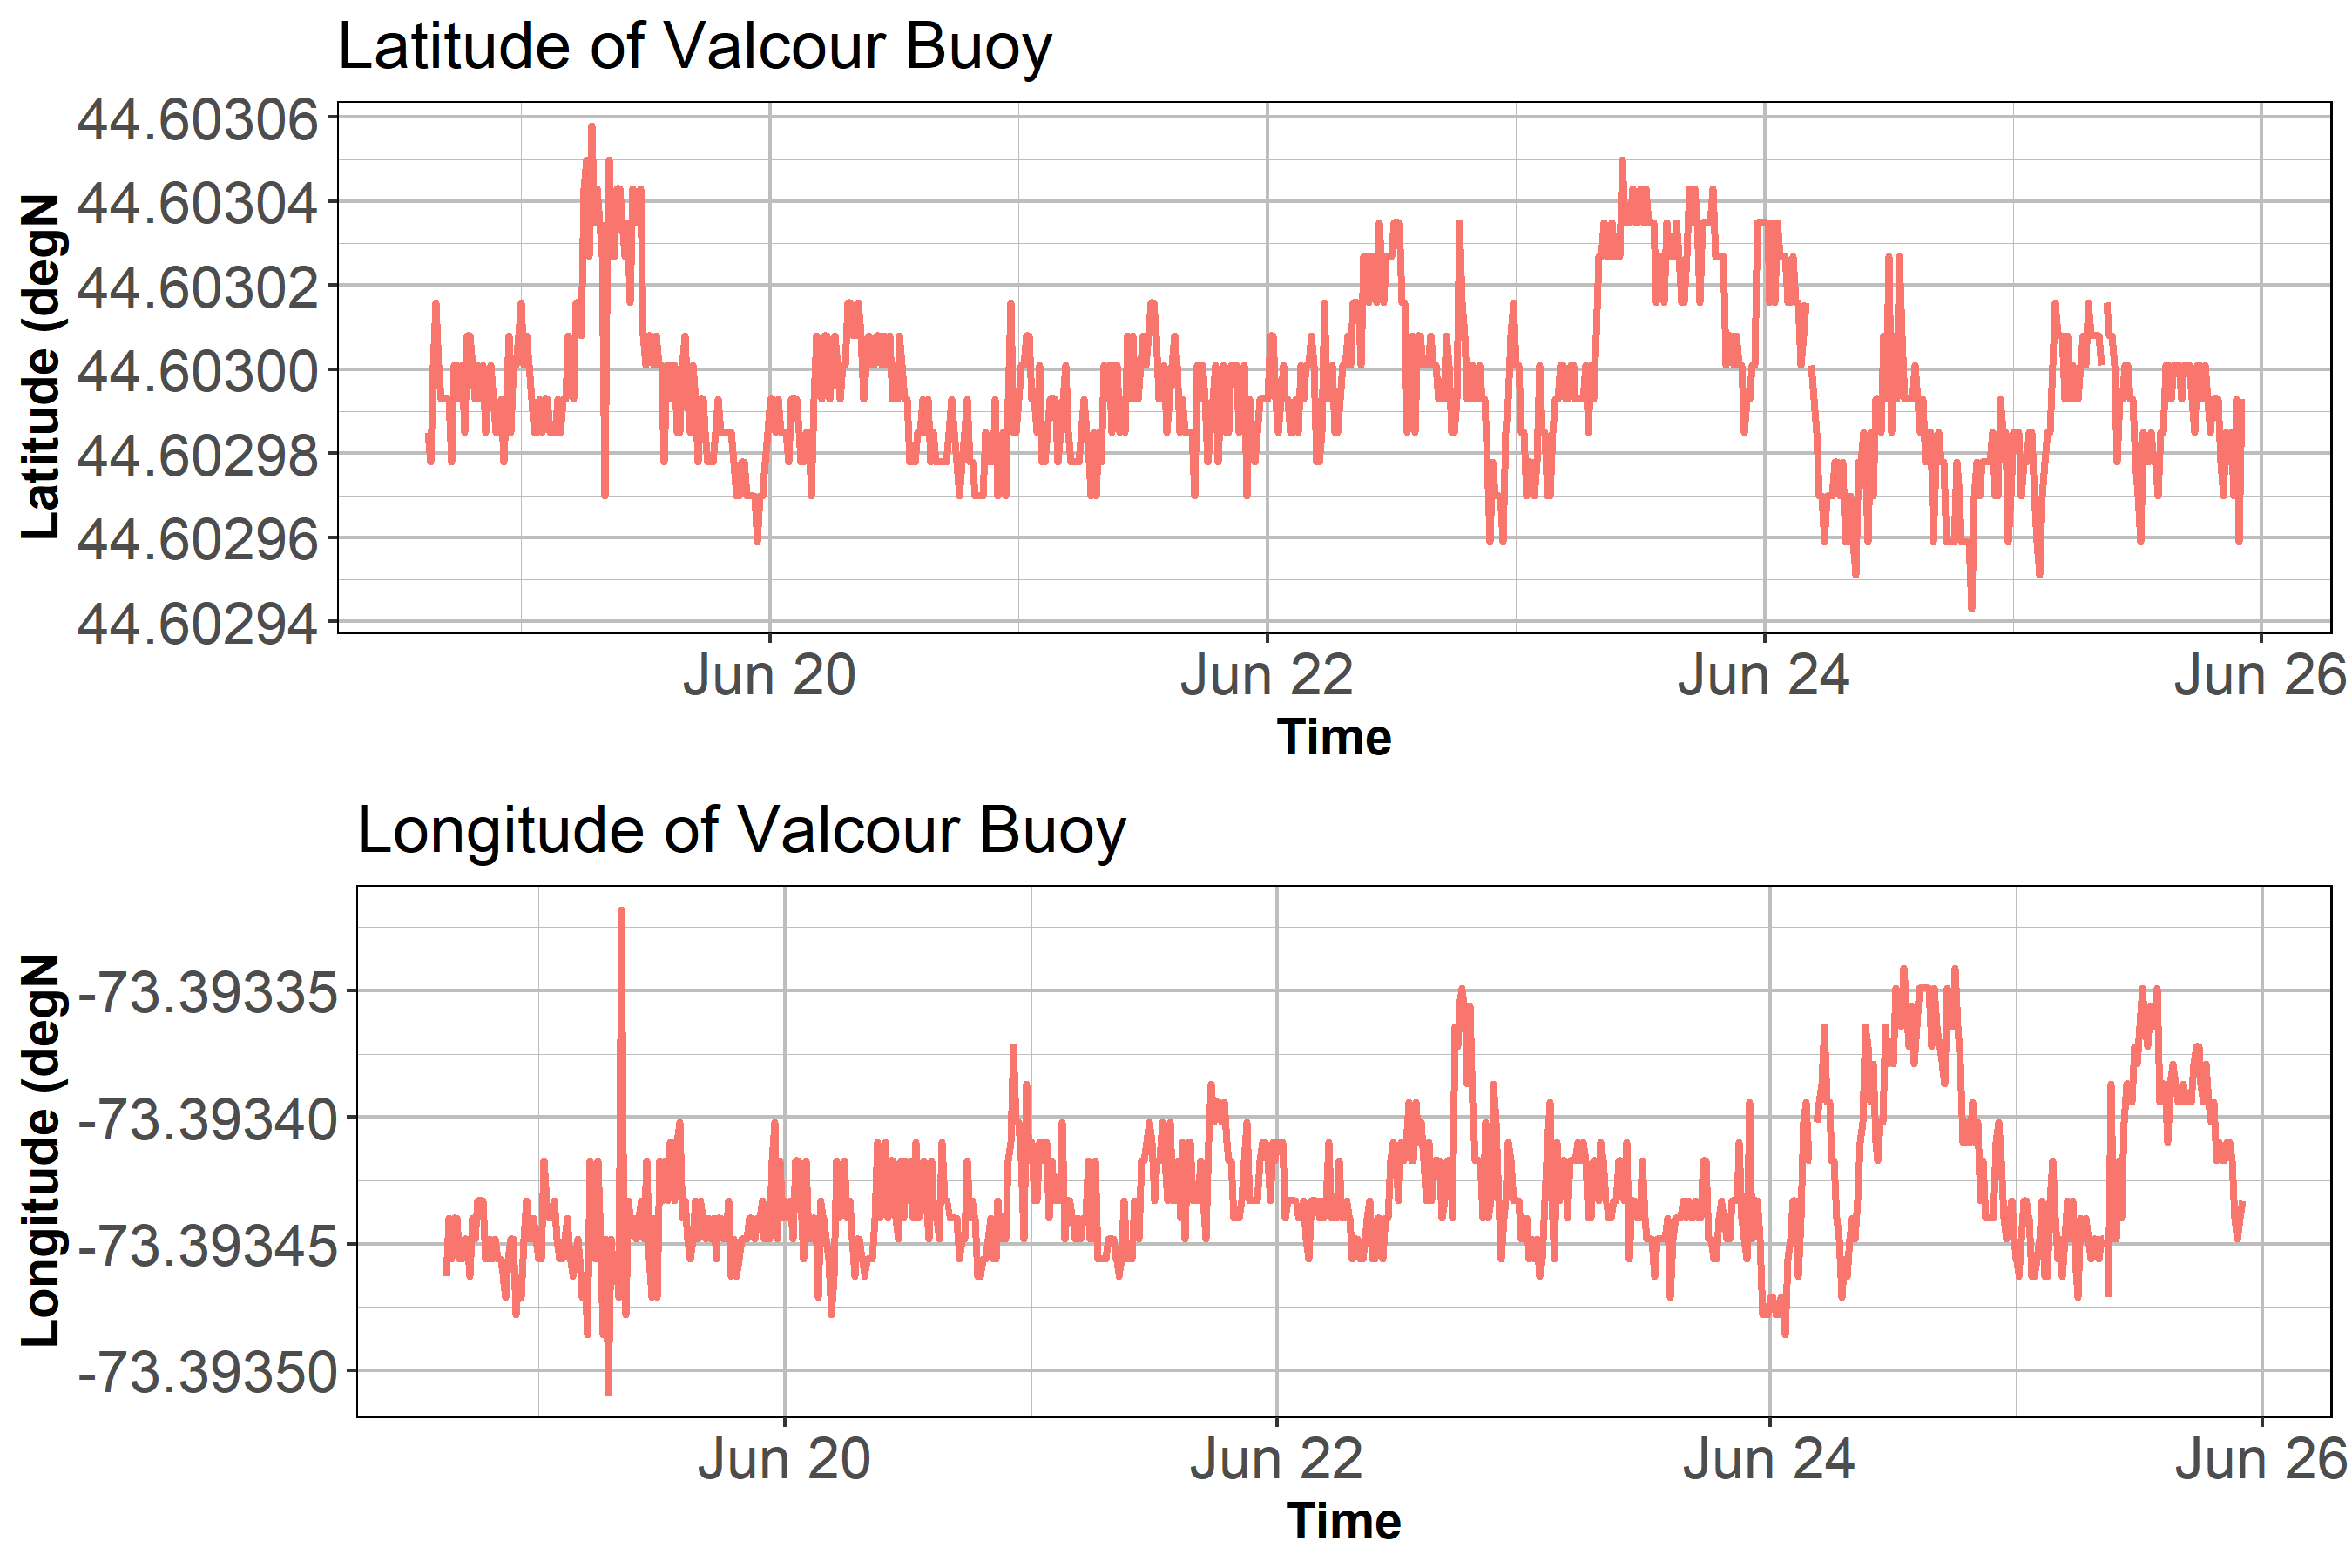 Latitude of Valcour Buoy
Latitude (degN
44.60306
44.60304
44.60302
44.60300
44.60298
44.60296
44.60294
Jun 20 Jun 22 Jun 24 Jun 26
Time
Longitude of Valcour Buoy
Longitude (degN
-73.39335
-73.39340
-73.39345
-73.39350
Jun 20 Jun 22 Jun 24 Jun 26
Time